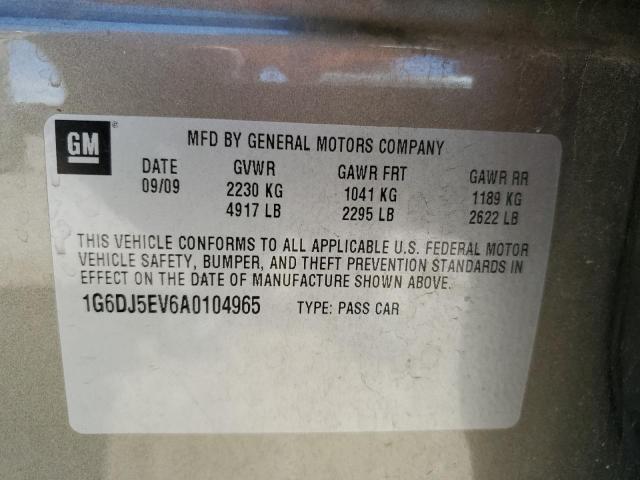 GM ® MFD BY GENERAL MOTORS COMPANY
DATE GVWR GAWR FRT GAWR RR
09/09 2230 KG 1041 KG 1189 KG
4917 LB 2295 LB 2622 LB
THIS VEHICLE CONFORMS TO ALL APPLICABLE U.S. FEDERAL MOTOR
VEHICLE SAFETY, BUMPER, AND THEFT PREVENTION STANDARDS IN
EFFECT ON THE DATE OF MANUFACTURE SHOWN ABOVE.
1G6DJ5EV6A0104965 TYPE: PASS CAR